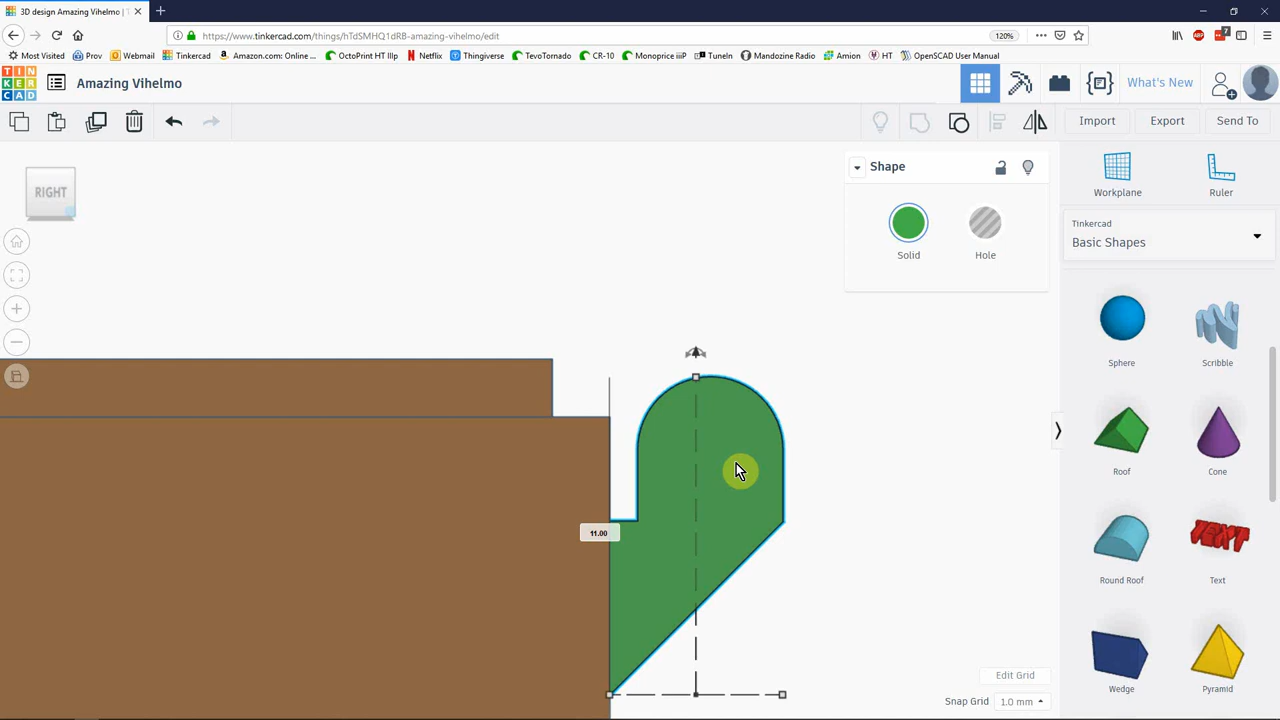 3D design Amazing Vihelmo | T
https://www.tinkercad.com/things/hTdSMHQ1dRB-amazing-vihelmo/edit
120%
Most Visited Prov Webmail Tinkercad Amazon.com: Online ... OctoPrint HT IIIp Netflix Thingiverse TevoTornado CR-10 Monoprice iiiP TuneIn Mandozine Radio Amion HT OpenSCAD User Manual
TIN
KER
CAD
Amazing Vihelmo
What's New
7
Import
Export
Send To
RIGHT
Shape
Solid
Hole
Workplane
Ruler
Tinkercad
Basic Shapes
Sphere
Scribble
Roof
Cone
Round Roof
TEXT
Text
Wedge
Pyramid
11.00
Edit Grid
Snap Grid 1.0 mm